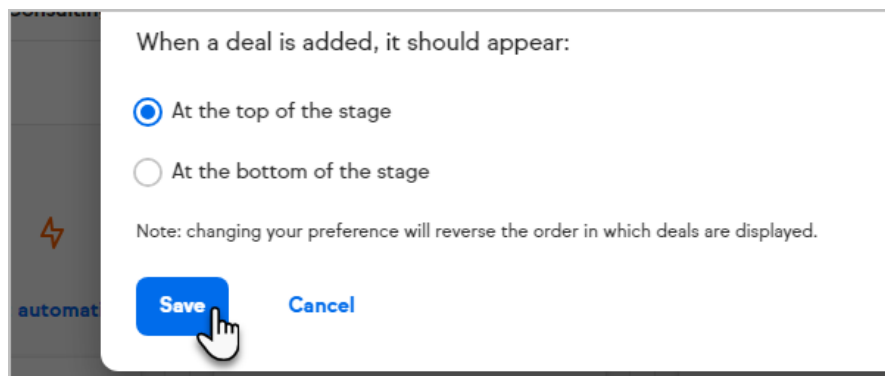 When a deal is added, it should appear:
At the top of the stage
At the bottom of the stage
Note: changing your preference will reverse the order in which deals are displayed.
automat
Save Cancel